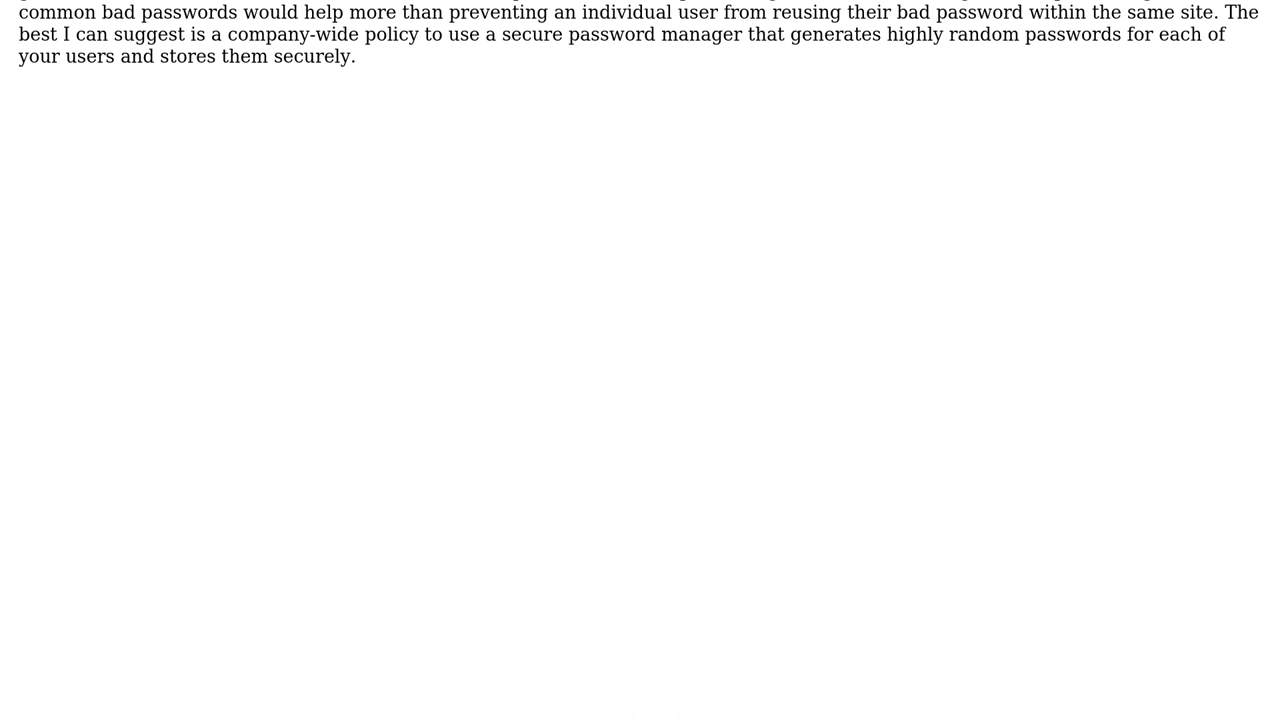 common bad passwords would help more than preventing an individual user from reusing their bad password within the same site. The
best I can suggest is a company-wide policy to use a secure password manager that generates highly random passwords for each of
your users and stores them securely.